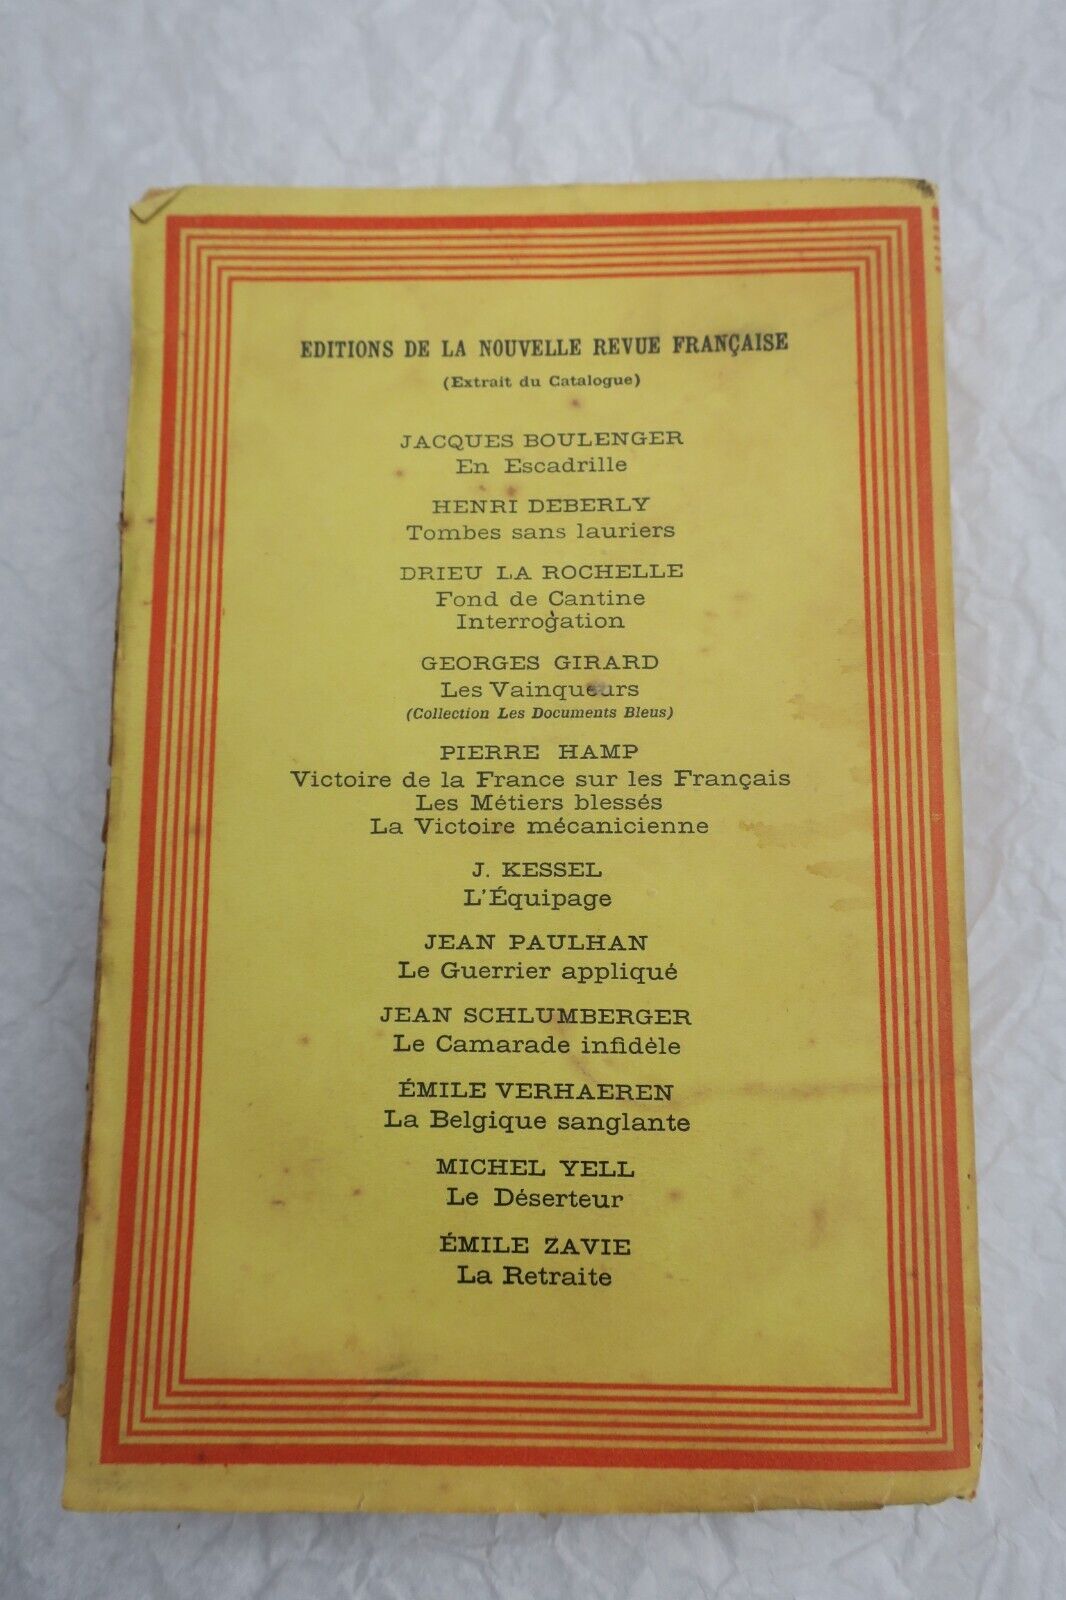 EDITIONS DE LA NOUVELLE REVUE FRANÇAISE
(Extrait du Catalogue)
JACQUES BOULENGER
En Escadrille
HENRI DEBERLY
Tombes sans lauriers
DRIEU LA ROCHELLE
Fond de Cantine
Interrogation
GEORGES GIRARD
Les Vainqueurs
(Collection Les Documents Bleus)
PIERRE HAMP
Victoire de la France sur les Français
Les Métiers blessés
La Victoire mécanicienne
J. KESSEL
L'Équipage
JEAN PAULHAN
Le Guerrier appliqué
JEAN SCHLUMBERGER
Le Camarade infidèle
ÉMILE VERHAEREN
La Belgique sanglante
MICHEL YELL
Le Déserteur
ÉMILE ZAVIE
La Retraite